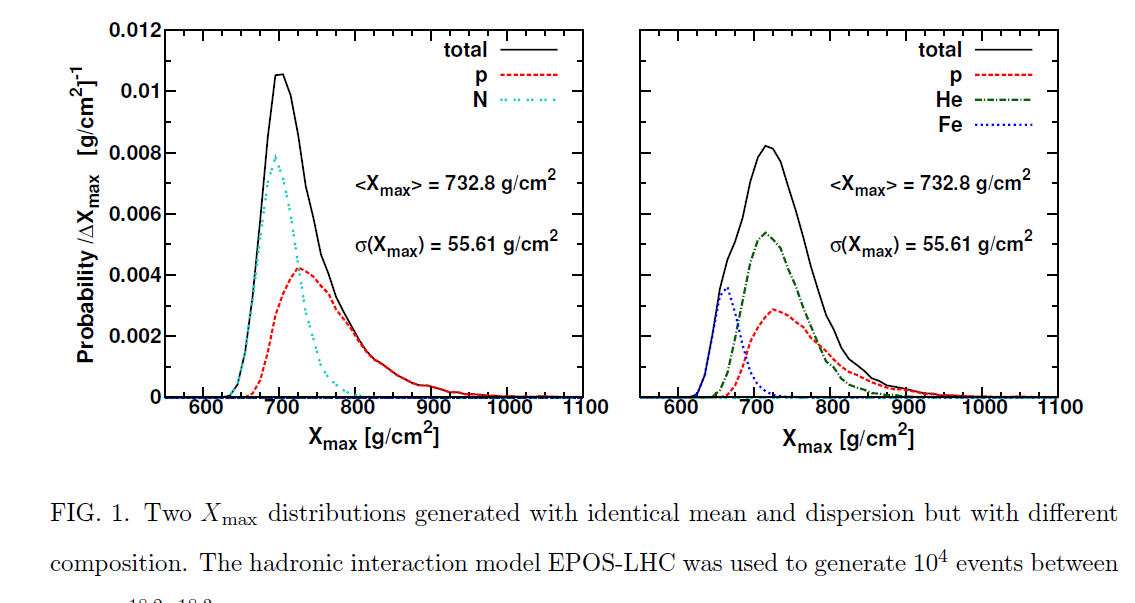 0.012
0.01
0.008
0.006
0.004
0.002
0
Probability /ΔXmax [g/cm²]⁻¹
total
p
N
<Xmax> = 732.8 g/cm²
σ(Xmax) = 55.61 g/cm²
600 700 800 900 1000 1100
Xmax [g/cm²]
total
p
He
Fe
<Xmax> = 732.8 g/cm²
σ(Xmax) = 55.61 g/cm²
600 700 800 900 1000 1100
Xmax [g/cm²]
FIG. 1. Two Xmax distributions generated with identical mean and dispersion but with different
composition. The hadronic interaction model EPOS-LHC was used to generate 10⁴ events between